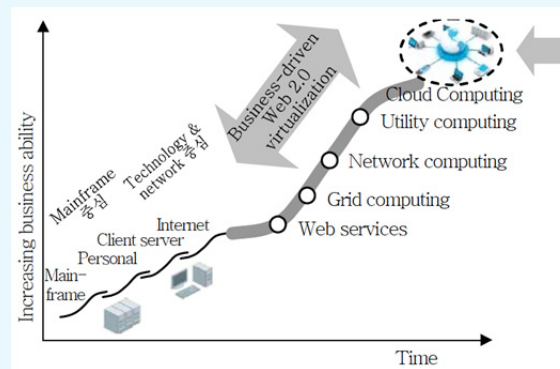 Increasing business ability
Mainframe
중심
Technology &
network 중심
Business-driven
Web 2.0
virtualization
Main-
frame
Personal
Client server
Internet
Cloud Computing
Utility computing
Network computing
Grid computing
Web services
Time